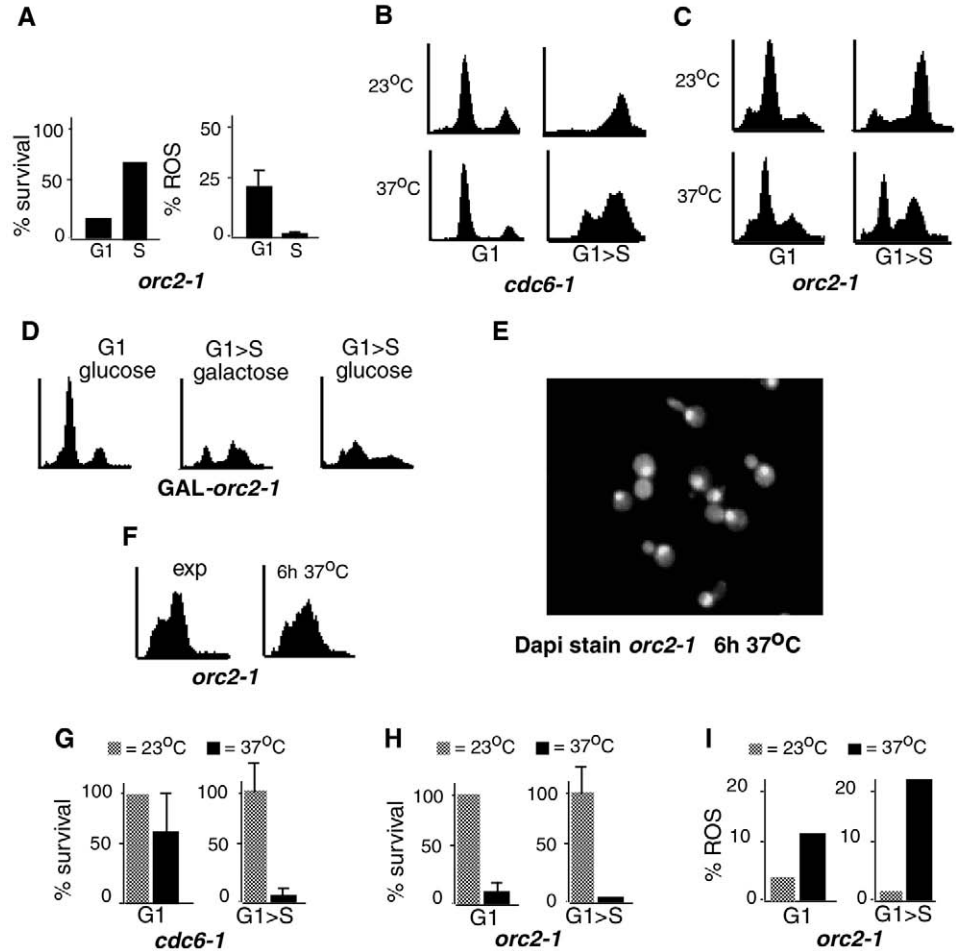 A
100
50
0
% survival
G1 S
50
25
0
% ROS
G1 S
orc2-1
B
23°C
37°C
G1 G1>S
cdc6-1
C
23°C
37°C
G1 G1>S
orc2-1
D
G1
glucose
G1>S
galactose
G1>S
glucose
GAL-orc2-1
E
Dapi stain orc2-1 6h 37°C
F
exp
6h 37°C
orc2-1
G
= 23°C = 37°C
% survival
100
50
0
G1
100
50
0
G1>S
cdc6-1
H
= 23°C = 37°C
% survival
100
50
0
G1
100
50
0
G1>S
orc2-1
I
= 23°C = 37°C
% ROS
20
10
0
G1
20
10
0
G1>S
orc2-1